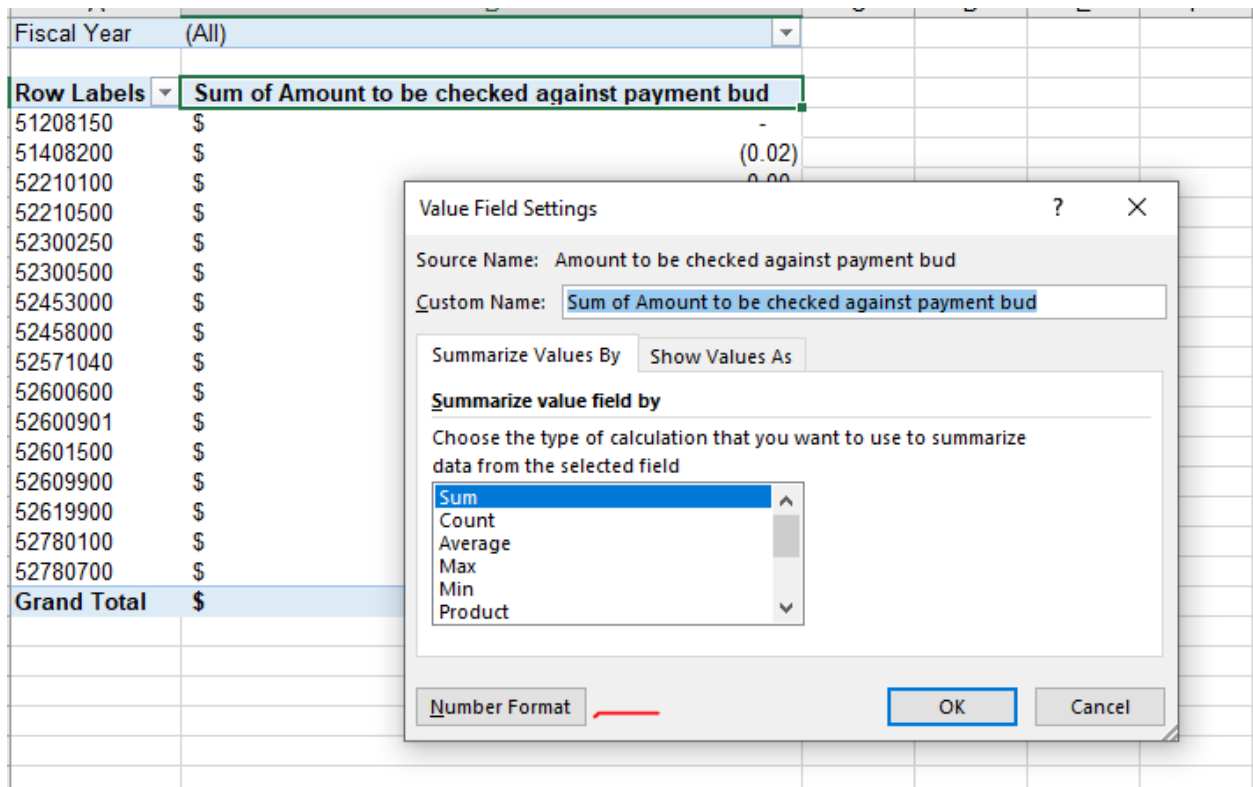 Fiscal Year (All)
Row Labels Sum of Amount to be checked against payment bud
51208150 $ -
51408200 $ (0.02)
52210100 $ 0.00
52210500 $
52300250 $
52300500 $
52453000 $
52458000 $
52571040 $
52600600 $
52600901 $
52601500 $
52609900 $
52619900 $
52780100 $
52780700 $
Grand Total $
Value Field Settings ? ×
Source Name: Amount to be checked against payment bud
Custom Name: Sum of Amount to be checked against payment bud
Summarize Values By Show Values As
Summarize value field by
Choose the type of calculation that you want to use to summarize
data from the selected field
Sum
Count
Average
Max
Min
Product
Number Format OK Cancel